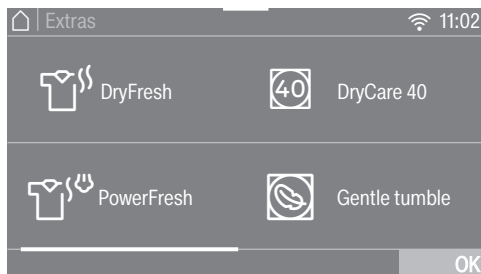 Extras 11:02
DryFresh
40 DryCare 40
PowerFresh
Gentle tumble
OK